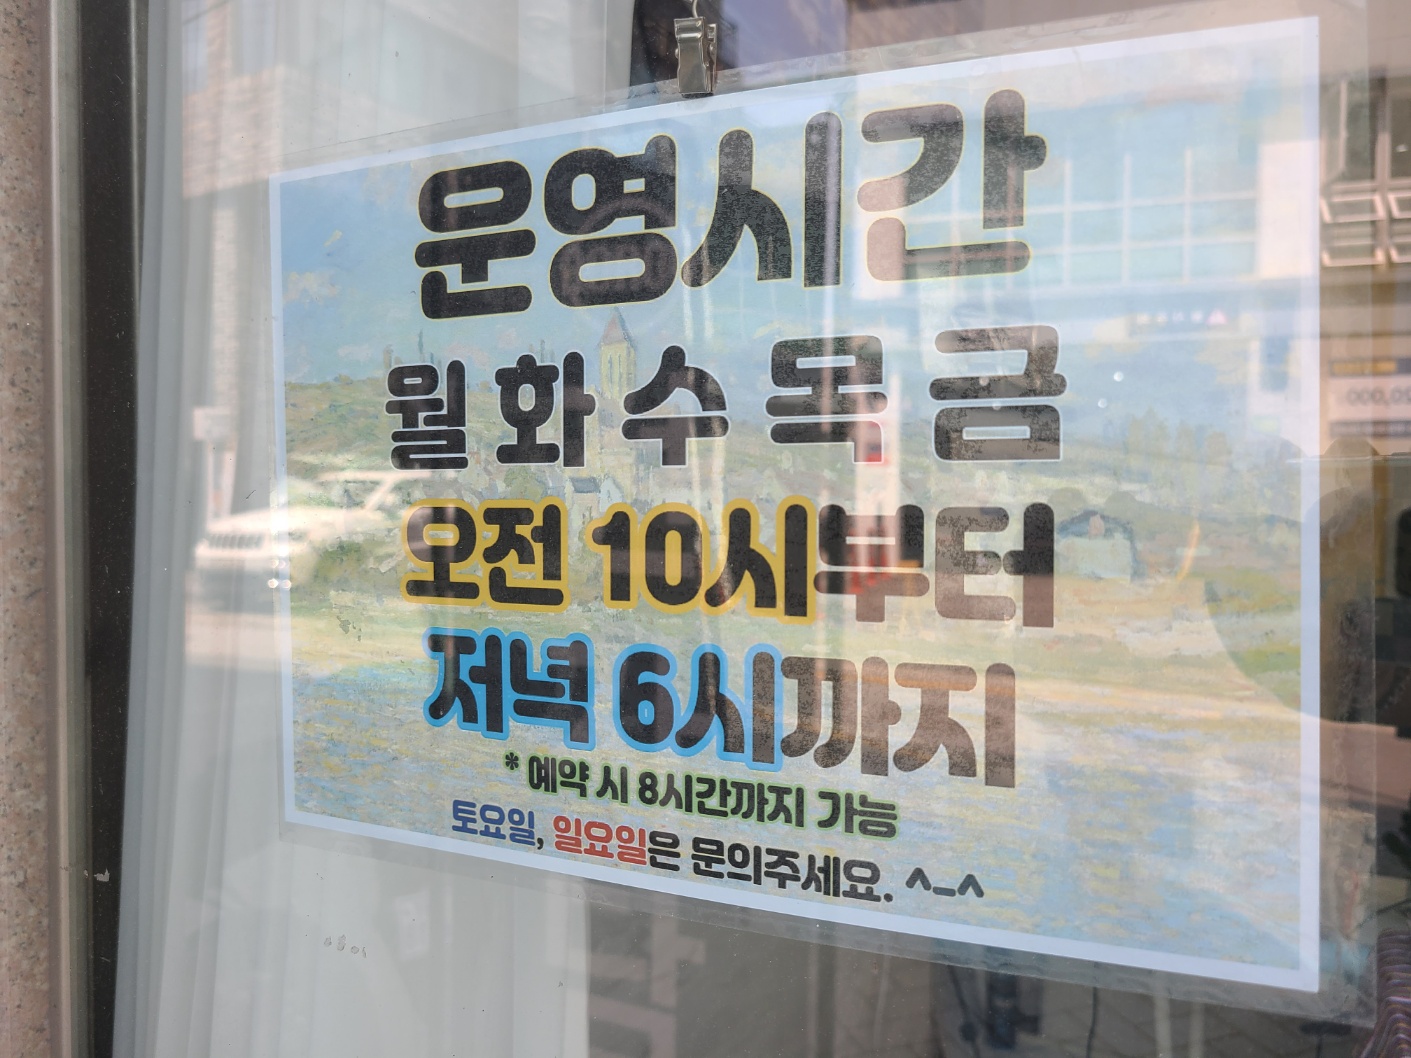 운영시간
월 화 수 목 금
오전 10시부터
저녁 6시까지
* 예약 시 8시간까지 가능
토요일, 일요일은 문의주세요. ^-^